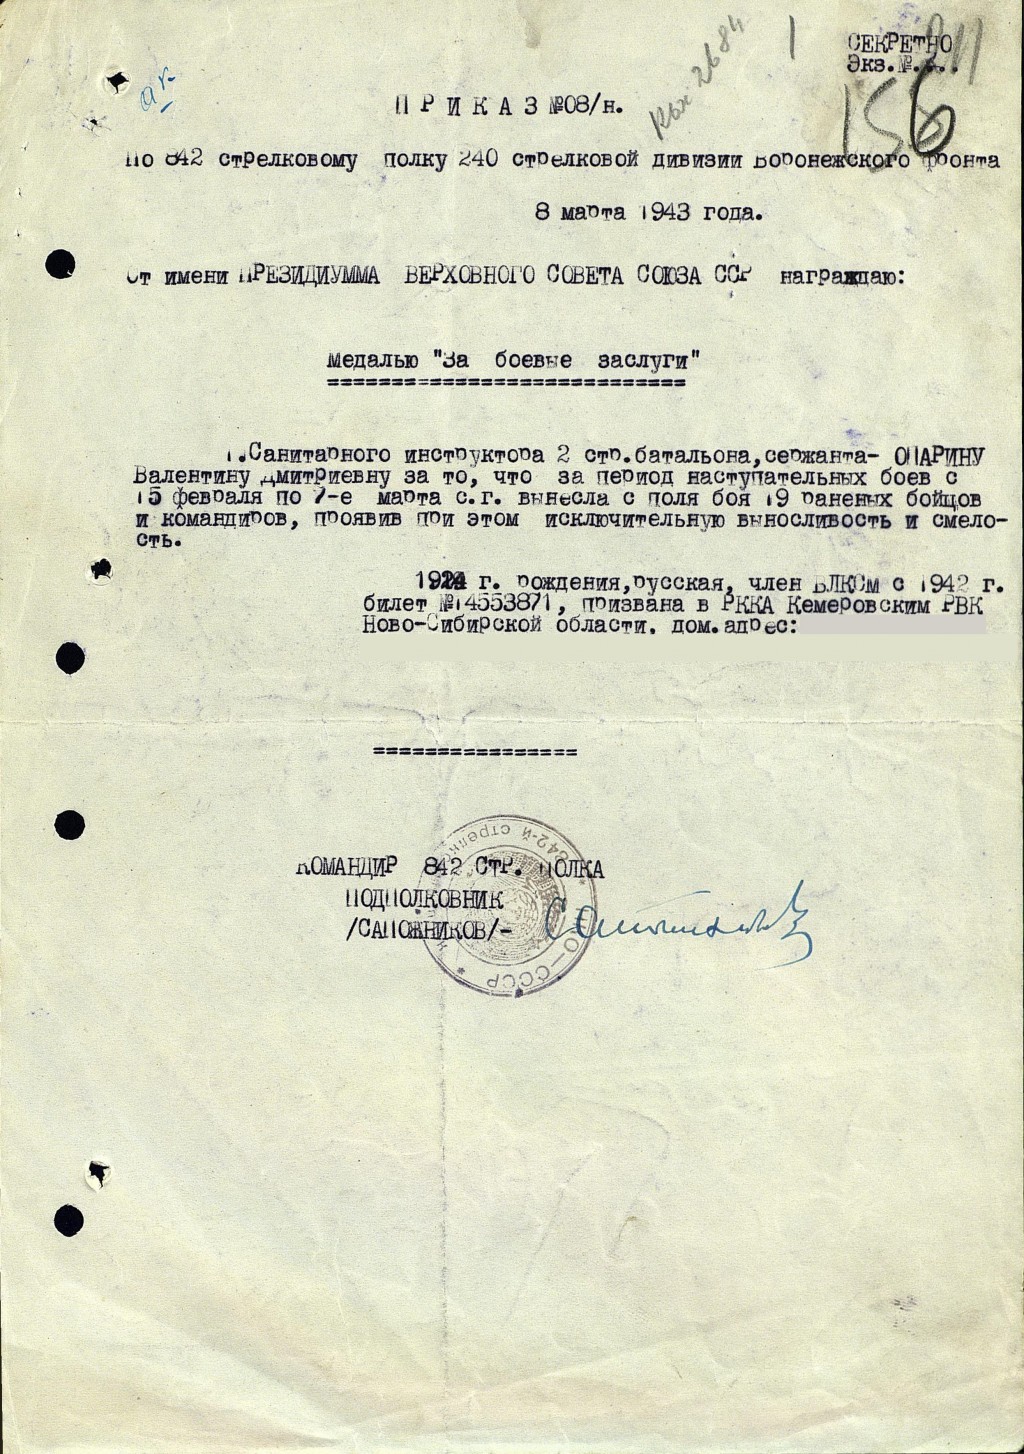 СЕКРЕТНО
Экз.№...
211
156
1
2684
П Р И К А З №08/н.
По 842 стрелковому полку 240 стрелковой дивизии Воронежского фронта
8 марта 1943 года.
От имени ПРЕЗИДИУММА ВЕРХОВНОГО СОВЕТА СОЮЗА ССР награждаю:
Медалью "За боевые заслуги"
============================
1.Санитарного инструктора 2 стр.батальона,сержанта- ОПАРИНУ
Валентину Дмитриевну за то, что за период наступательных боев с
15 февраля по 7-е марта с.г. вынесла с поля боя 19 раненых бойцов
и командиров, проявив при этом исключительную выносливость и смело-
сть.
1924 г. рождения,русская, член ВЛКСМ с 1942 г.
билет №14553871, призвана в РККА Кемеровским РВК
Ново-Сибирской области. дом.адрес:
================
КОМАНДИР 842 СТР. ПОЛКА
ПОДПОЛКОВНИК
/САПОЖНИКОВ/-